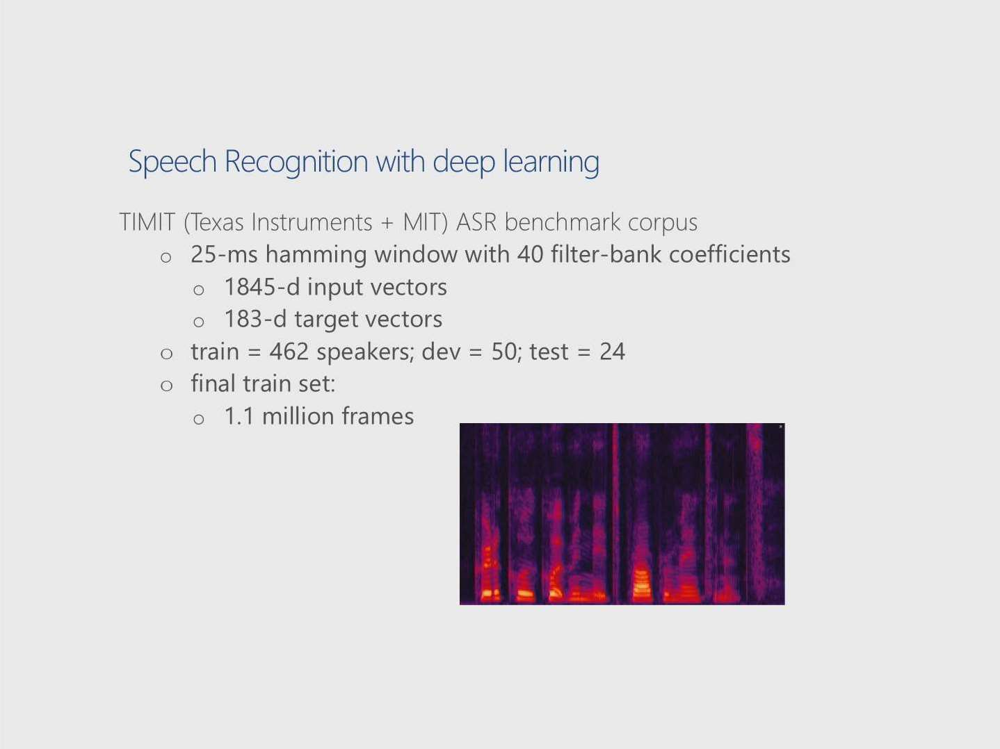 Speech Recognition with deep learning
TIMIT (Texas Instruments + MIT) ASR benchmark corpus
o 25-ms hamming window with 40 filter-bank coefficients
o 1845-d input vectors
o 183-d target vectors
o train = 462 speakers; dev = 50; test = 24
o final train set:
o 1.1 million frames